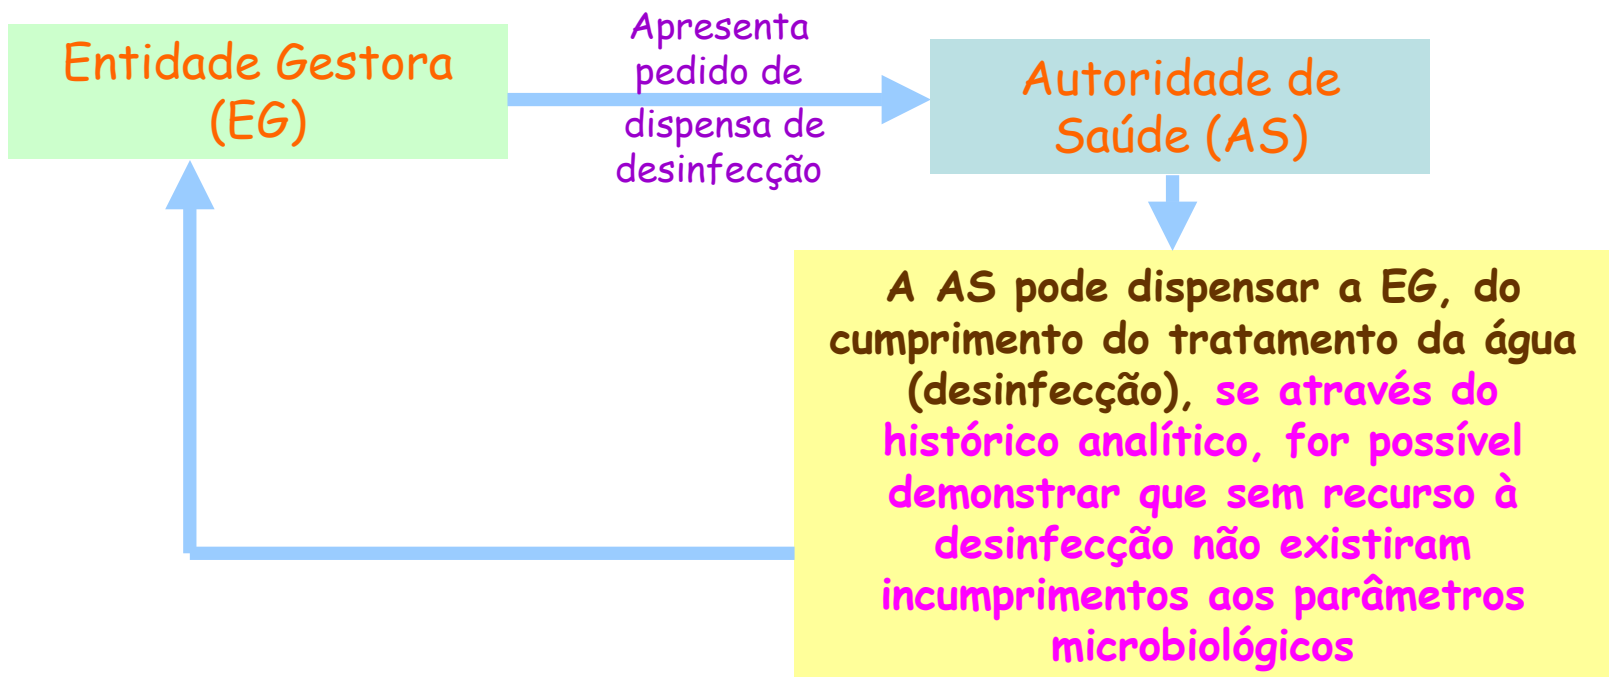 Entidade Gestora
(EG)
Apresenta
pedido de
dispensa de
desinfecção
Autoridade de
Saúde (AS)
A AS pode dispensar a EG, do
cumprimento do tratamento da água
(desinfecção), se através do
histórico analítico, for possível
demonstrar que sem recurso à
desinfecção não existiram
incumprimentos aos parâmetros
microbiológicos